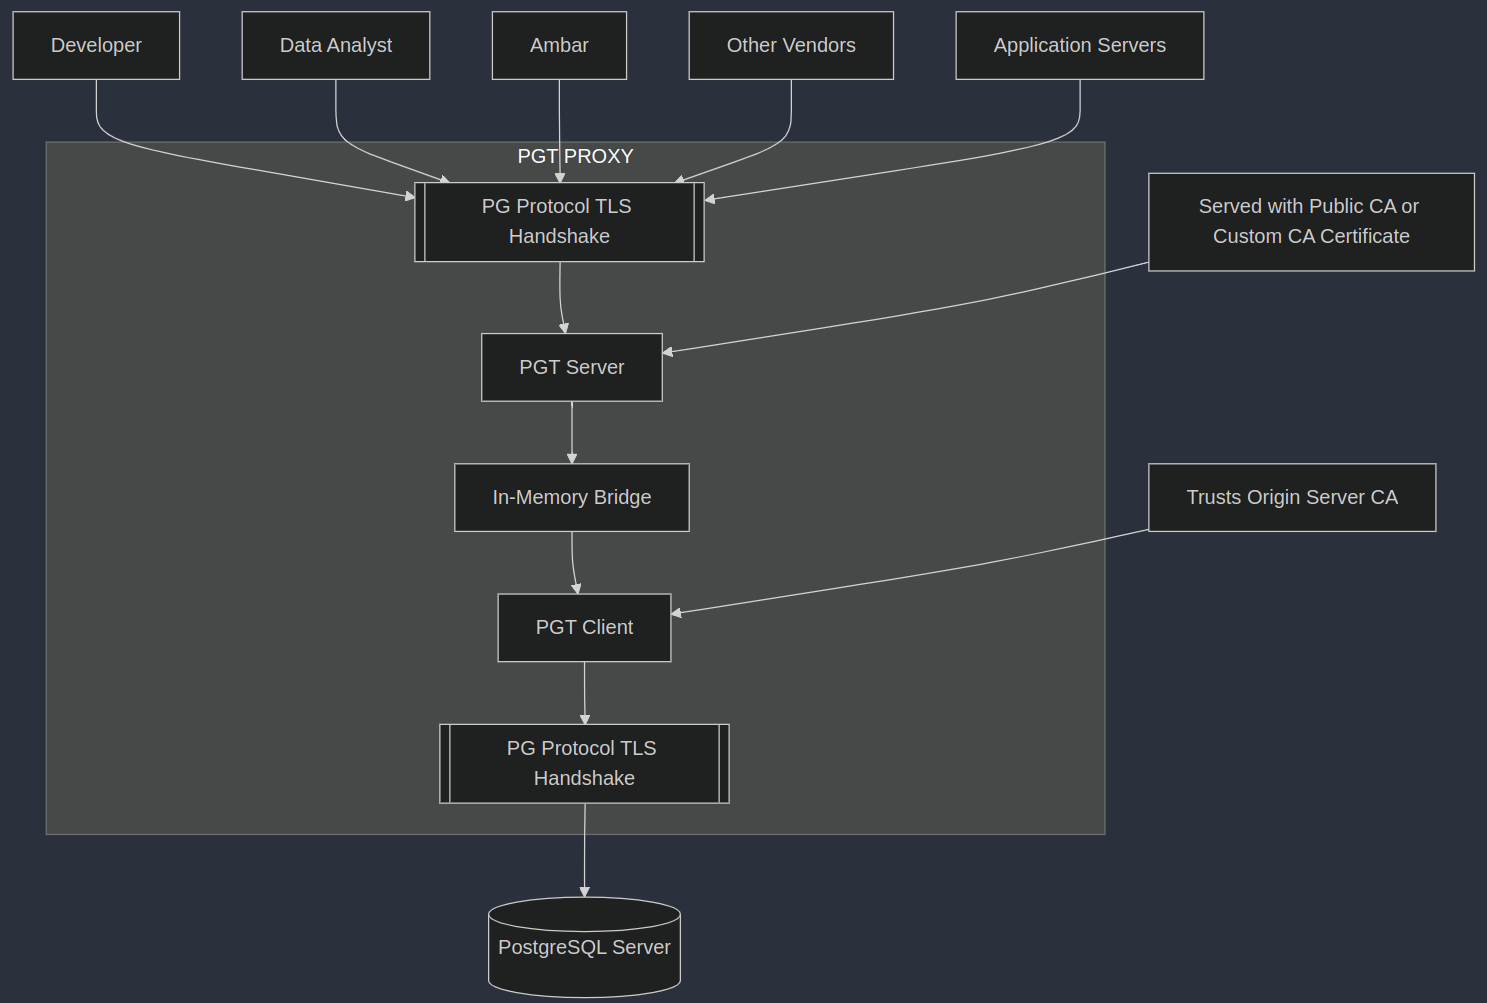 Developer
Data Analyst
Ambar
Other Vendors
Application Servers
PGT PROXY
PG Protocol TLS
Handshake
Served with Public CA or
Custom CA Certificate
PGT Server
In-Memory Bridge
Trusts Origin Server CA
PGT Client
PG Protocol TLS
Handshake
PostgreSQL Server